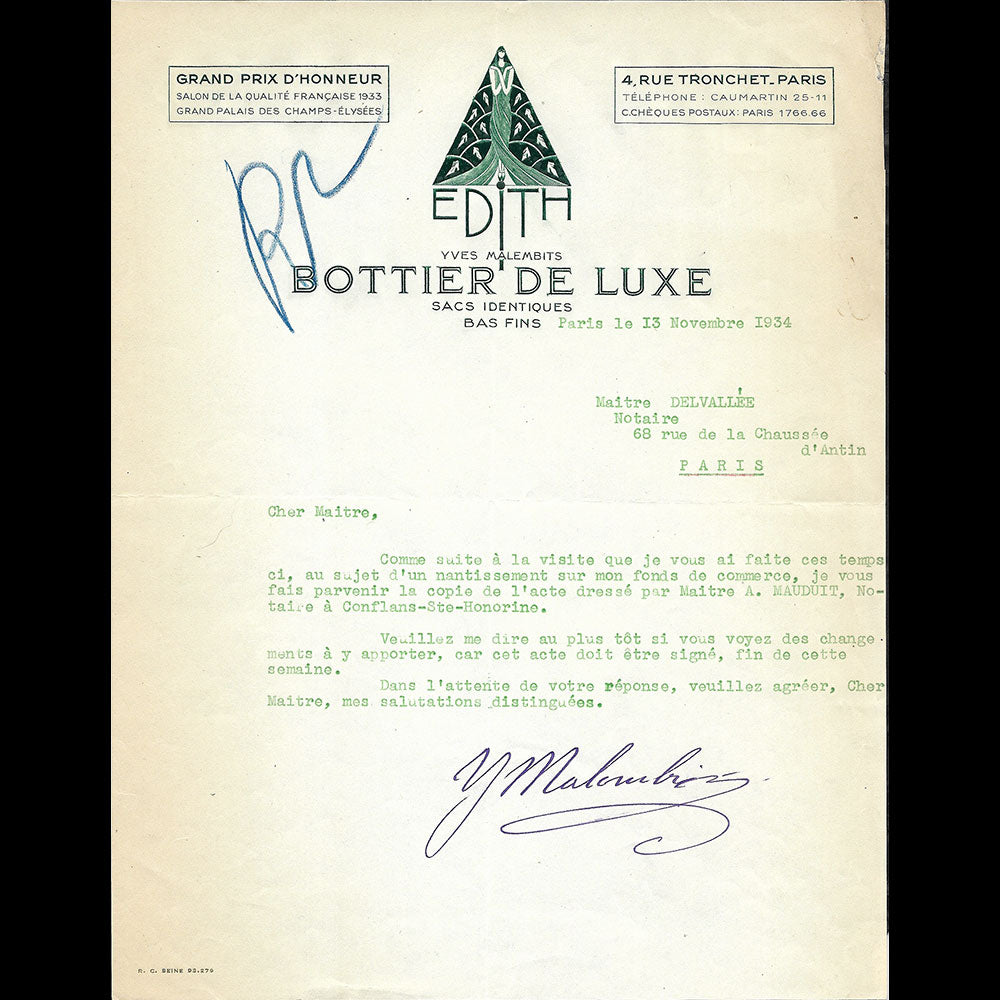 GRAND PRIX D'HONNEUR
SALON DE LA QUALITÉ FRANÇAISE 1933
GRAND PALAIS DES CHAMPS-ÉLYSÉES
4, RUE TRONCHET_PARIS
TÉLÉPHONE : CAUMARTIN 25-11
C.CHÈQUES POSTAUX: PARIS 1766.66
EDITH
YVES MALEMBITS
BOTTIER DE LUXE
SACS IDENTIQUES
BAS FINS
Paris le 13 Novembre 1934
Maitre DELVALLÉE
Notaire
68 rue de la Chaussée
d'Antin
PARIS
Cher Maitre,
Comme suite à la visite que je vous ai faite ces temps
ci, au sujet d'un nantissement sur mon fonds de commerce, je vous
fais parvenir la copie de l'acte dressé par Maitre A. MAUDUIT, No-
taire à Conflans-Ste-Honorine.
Veuillez me dire au plus tôt si vous voyez des change-
ments à y apporter, car cet acte doit être signé, fin de cette
semaine.
Dans l'attente de votre réponse, veuillez agréer, Cher
Maitre, mes salutations distinguées.
Y Malembits
R. C. SEINE